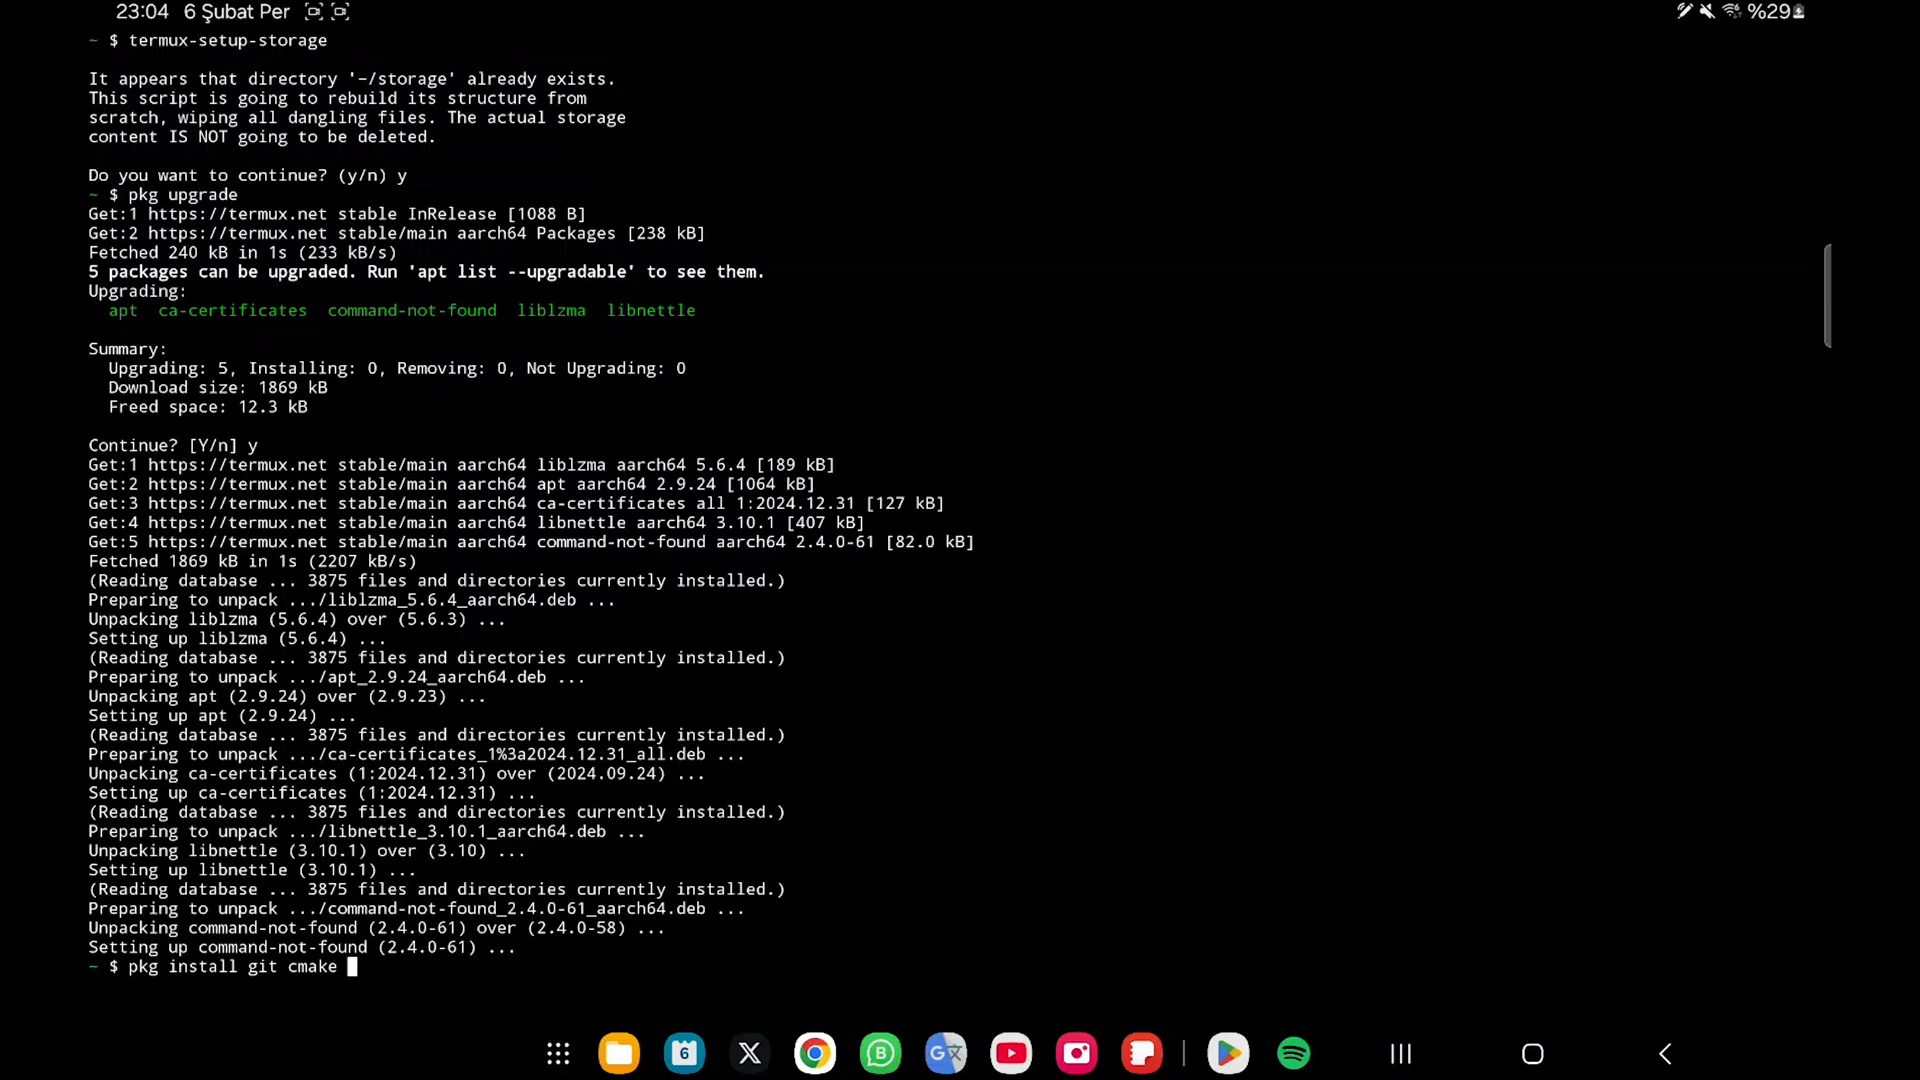 23:04 6 Şubat Per
%29
~ $ termux-setup-storage
It appears that directory '~/storage' already exists.
This script is going to rebuild its structure from
scratch, wiping all dangling files. The actual storage
content IS NOT going to be deleted.
Do you want to continue? (y/n) y
~ $ pkg upgrade
Get:1 https://termux.net stable InRelease [1088 B]
Get:2 https://termux.net stable/main aarch64 Packages [238 kB]
Fetched 240 kB in 1s (233 kB/s)
5 packages can be upgraded. Run 'apt list --upgradable' to see them.
Upgrading:
apt ca-certificates command-not-found liblzma libnettle
Summary:
Upgrading: 5, Installing: 0, Removing: 0, Not Upgrading: 0
Download size: 1869 kB
Freed space: 12.3 kB
Continue? [Y/n] y
Get:1 https://termux.net stable/main aarch64 liblzma aarch64 5.6.4 [189 kB]
Get:2 https://termux.net stable/main aarch64 apt aarch64 2.9.24 [1064 kB]
Get:3 https://termux.net stable/main aarch64 ca-certificates all 1:2024.12.31 [127 kB]
Get:4 https://termux.net stable/main aarch64 libnettle aarch64 3.10.1 [407 kB]
Get:5 https://termux.net stable/main aarch64 command-not-found aarch64 2.4.0-61 [82.0 kB]
Fetched 1869 kB in 1s (2207 kB/s)
(Reading database ... 3875 files and directories currently installed.)
Preparing to unpack .../liblzma_5.6.4_aarch64.deb ...
Unpacking liblzma (5.6.4) over (5.6.3) ...
Setting up liblzma (5.6.4) ...
(Reading database ... 3875 files and directories currently installed.)
Preparing to unpack .../apt_2.9.24_aarch64.deb ...
Unpacking apt (2.9.24) over (2.9.23) ...
Setting up apt (2.9.24) ...
(Reading database ... 3875 files and directories currently installed.)
Preparing to unpack .../ca-certificates_1%3a2024.12.31_all.deb ...
Unpacking ca-certificates (1:2024.12.31) over (2024.09.24) ...
Setting up ca-certificates (1:2024.12.31) ...
(Reading database ... 3875 files and directories currently installed.)
Preparing to unpack .../libnettle_3.10.1_aarch64.deb ...
Unpacking libnettle (3.10.1) over (3.10) ...
Setting up libnettle (3.10.1) ...
(Reading database ... 3875 files and directories currently installed.)
Preparing to unpack .../command-not-found_2.4.0-61_aarch64.deb ...
Unpacking command-not-found (2.4.0-61) over (2.4.0-58) ...
Setting up command-not-found (2.4.0-61) ...
~ $ pkg install git cmake
6